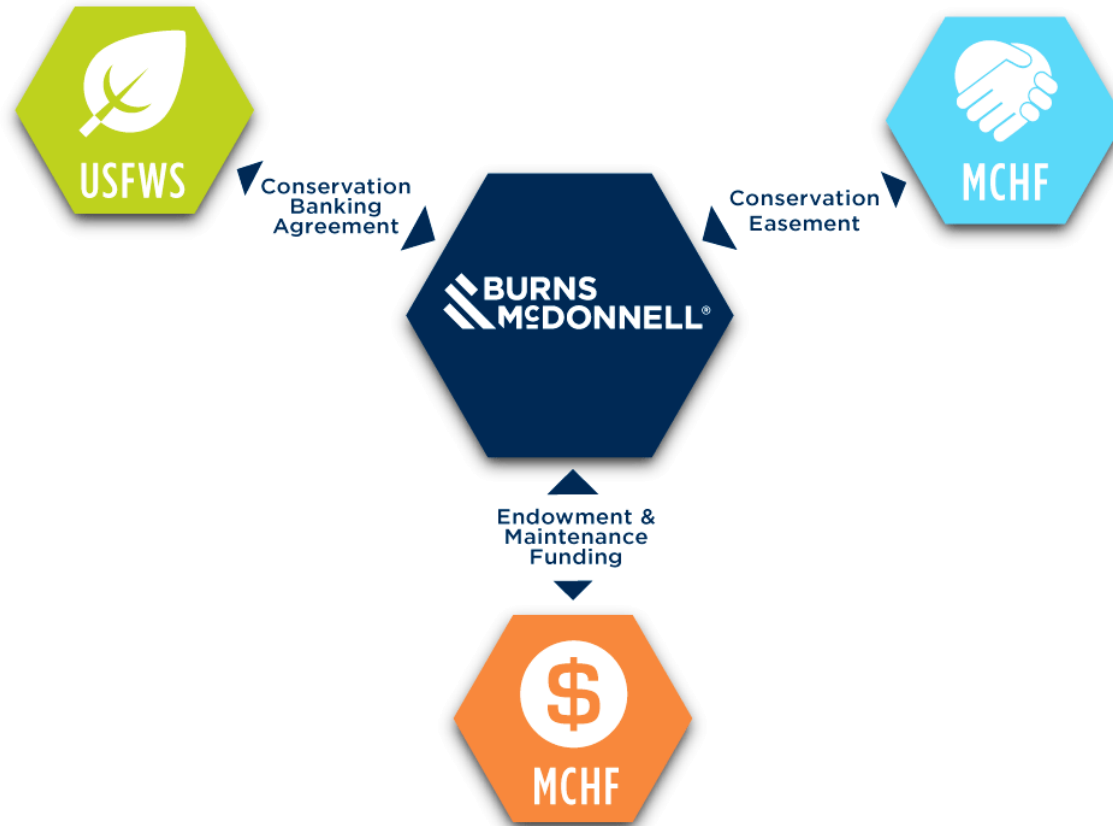 USFWS
Conservation
Banking
Agreement
MCHF
Conservation
Easement
BURNS
McDONNELL®
Endowment &
Maintenance
Funding
$
MCHF